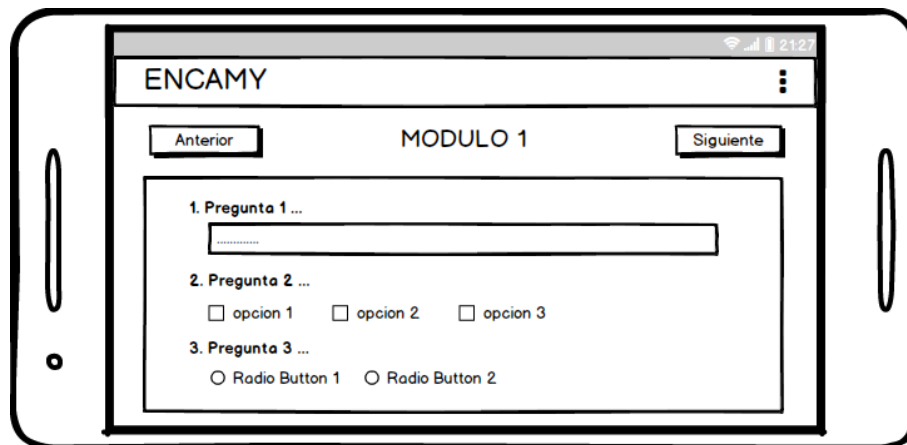 21:27
ENCAMY
Anterior
MODULO 1
Siguiente
1. Pregunta 1 ...
.............
2. Pregunta 2 ...
opcion 1
opcion 2
opcion 3
3. Pregunta 3 ...
Radio Button 1
Radio Button 2